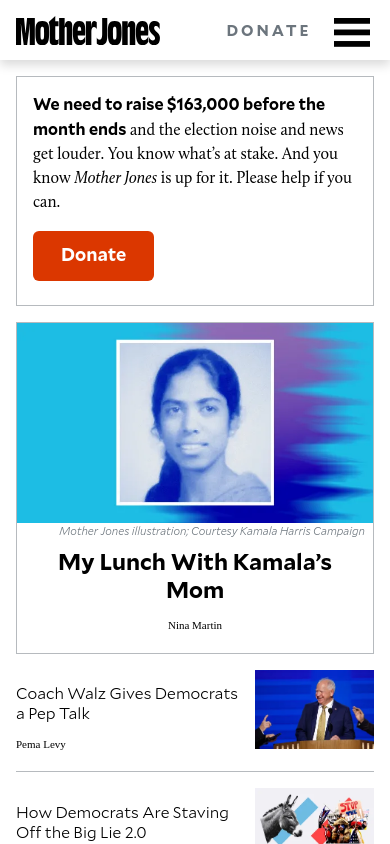 Mother Jones
DONATE
We need to raise $163,000 before the
month ends and the election noise and news
get louder. You know what's at stake. And you
know Mother Jones is up for it. Please help if you
can.
Donate
Mother Jones illustration; Courtesy Kamala Harris Campaign
My Lunch With Kamala's
Mom
Nina Martin
Coach Walz Gives Democrats
a Pep Talk
Pema Levy
How Democrats Are Staving
Off the Big Lie 2.0